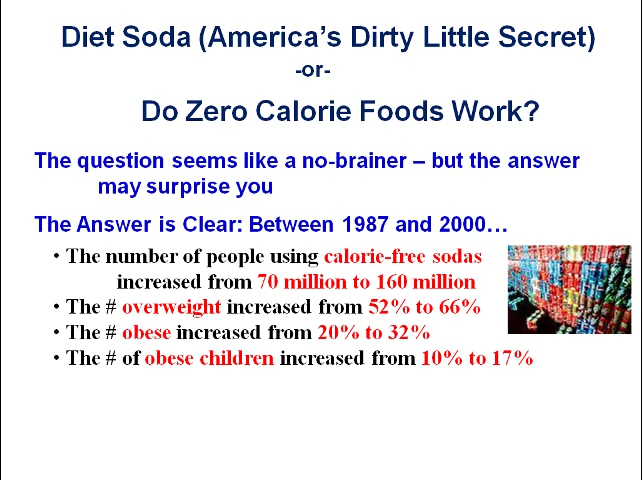 Diet Soda (America's Dirty Little Secret)
-or-
Do Zero Calorie Foods Work?
The question seems like a no-brainer – but the answer
may surprise you
The Answer is Clear: Between 1987 and 2000…
• The number of people using calorie-free sodas
increased from 70 million to 160 million
• The # overweight increased from 52% to 66%
• The # obese increased from 20% to 32%
• The # of obese children increased from 10% to 17%